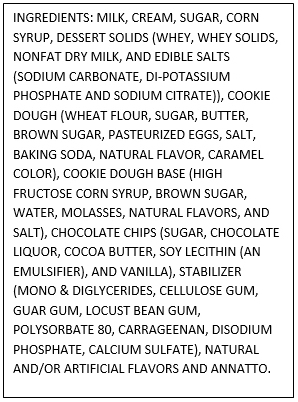 INGREDIENTS: MILK, CREAM, SUGAR, CORN
SYRUP, DESSERT SOLIDS (WHEY, WHEY SOLIDS,
NONFAT DRY MILK, AND EDIBLE SALTS
(SODIUM CARBONATE, DI-POTASSIUM
PHOSPHATE AND SODIUM CITRATE)), COOKIE
DOUGH (WHEAT FLOUR, SUGAR, BUTTER,
BROWN SUGAR, PASTEURIZED EGGS, SALT,
BAKING SODA, NATURAL FLAVOR, CARAMEL
COLOR), COOKIE DOUGH BASE (HIGH
FRUCTOSE CORN SYRUP, BROWN SUGAR,
WATER, MOLASSES, NATURAL FLAVORS, AND
SALT), CHOCOLATE CHIPS (SUGAR, CHOCOLATE
LIQUOR, COCOA BUTTER, SOY LECITHIN (AN
EMULSIFIER), AND VANILLA), STABILIZER
(MONO & DIGLYCERIDES, CELLULOSE GUM,
GUAR GUM, LOCUST BEAN GUM,
POLYSORBATE 80, CARRAGEENAN, DISODIUM
PHOSPHATE, CALCIUM SULFATE), NATURAL
AND/OR ARTIFICIAL FLAVORS AND ANNATTO.